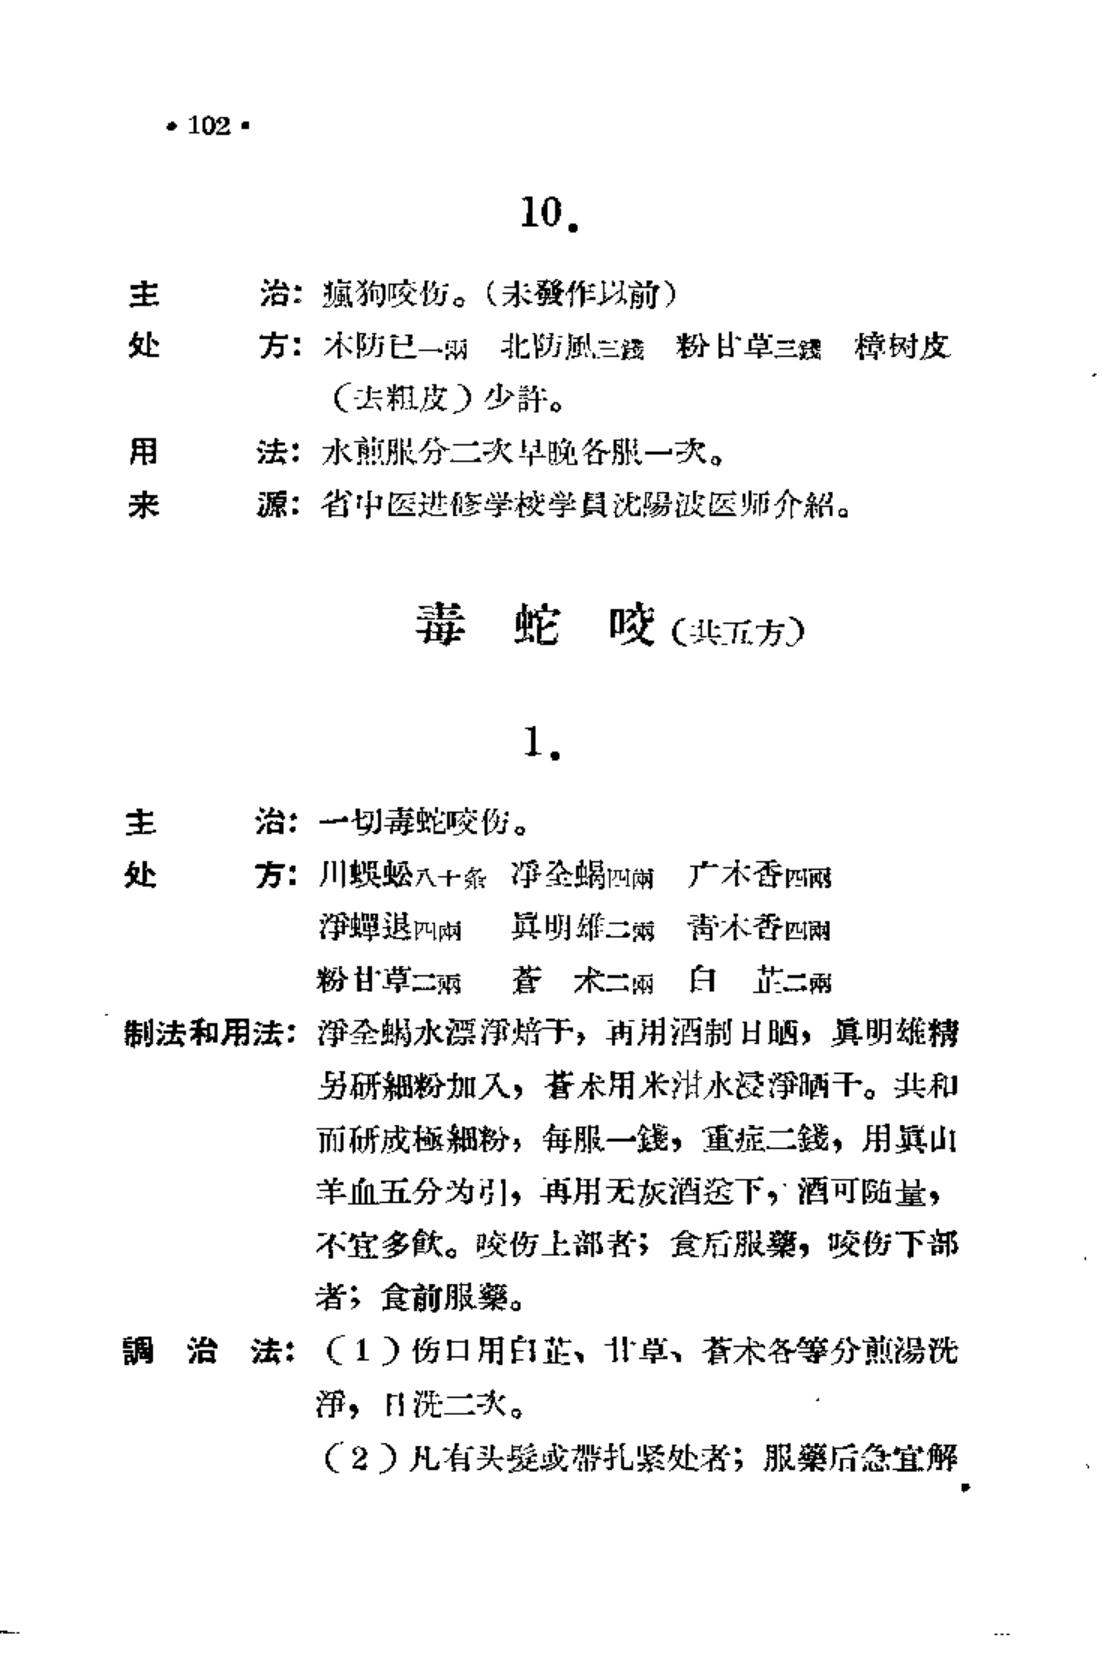 • 102 •
10.
主 治：瘋狗咬伤。（未發作以前）
处 方：木防已一兩 北防風三錢 粉甘草三錢 樟树皮
（去粗皮）少許。
用 法：水煎服分二次早晚各服一次。
来 源：省中医进修学校学員沈陽波医师介紹。
毒 蛇 咬（共五方）
1.
主 治：一切毒蛇咬伤。
处 方：川蜈蚣八十条 淨全蝎四兩 广木香四兩
淨蟬退四兩 眞明雄二兩 靑木香四兩
粉甘草二兩 蒼 术二兩 白 芷二兩
制法和用法：淨全蝎水漂淨焙干，再用酒制日晒，眞明雄精
另研細粉加入，蒼术用米泔水浸淨晒干。共和
而研成極細粉，每服一錢，重症二錢，用眞山
羊血五分为引，再用无灰酒送下，酒可随量，
不宜多飲。咬伤上部者；食后服藥，咬伤下部
者；食前服藥。
調 治 法：（1）伤口用白芷、甘草、蒼术各等分煎湯洗
淨，日洗二次。
（2）凡有头髮或帶扎紧处者；服藥后急宜解